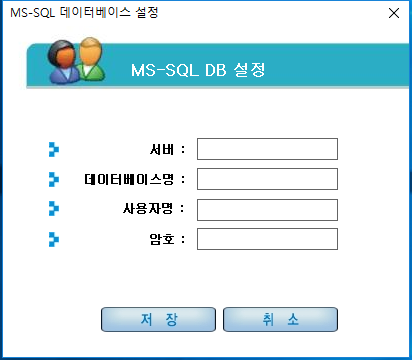 MS-SQL 데이터베이스 설정
MS-SQL DB 설정
서버 :
데이터베이스명 :
사용자명 :
암호 :
저 장 취 소